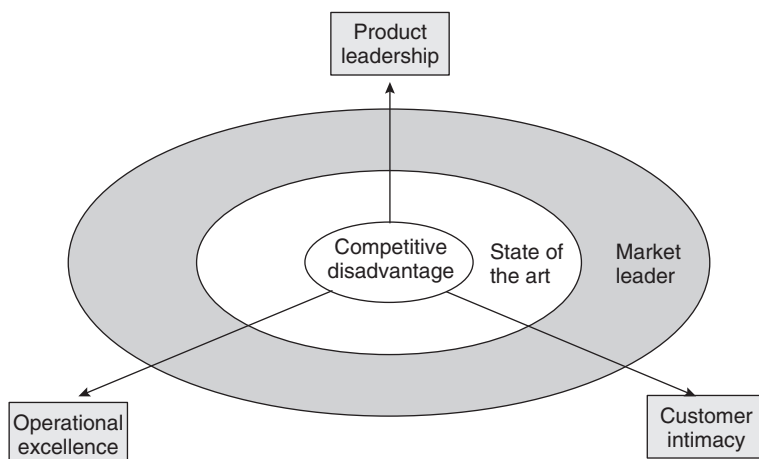 Product
leadership
Competitive
disadvantage
State of
the art
Market
leader
Operational
excellence
Customer
intimacy